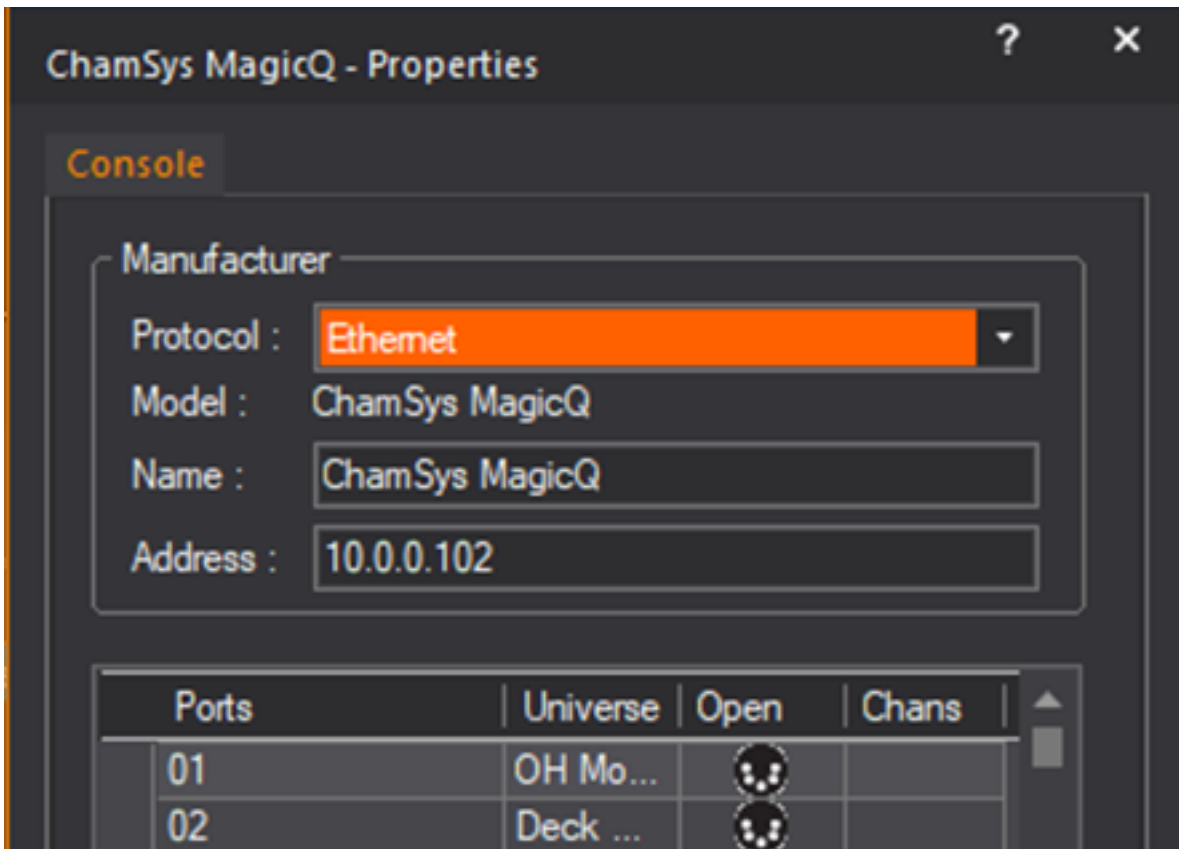 ChamSys MagicQ - Properties ? ×
Console
Manufacturer
Protocol : Ethernet
Model : ChamSys MagicQ
Name : ChamSys MagicQ
Address : 10.0.0.102
Ports Universe Open Chans
01 OH Mo...
02 Deck ...